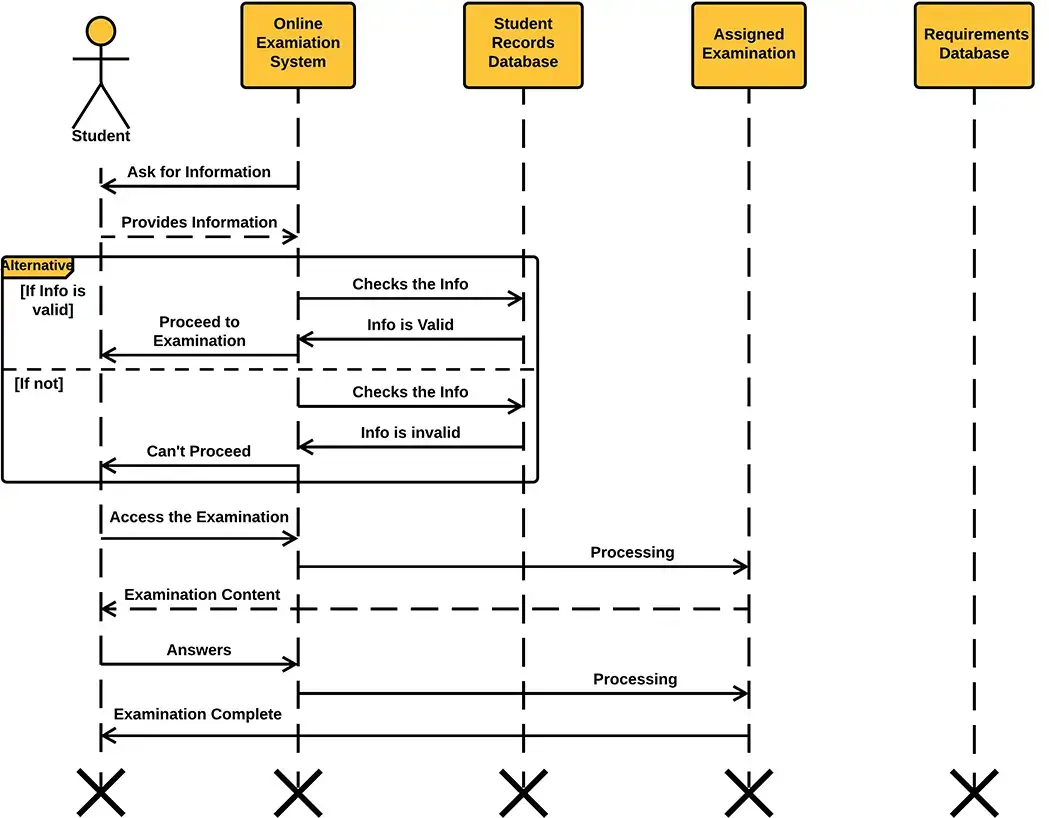 Online
Examiation
System
Student
Records
Database
Assigned
Examination
Requirements
Database
Student
Ask for Information
Provides Information
Alternative
[If Info is
valid]
Checks the Info
Info is Valid
Proceed to
Examination
[If not]
Checks the Info
Info is invalid
Can't Proceed
Access the Examination
Processing
Examination Content
Answers
Processing
Examination Complete